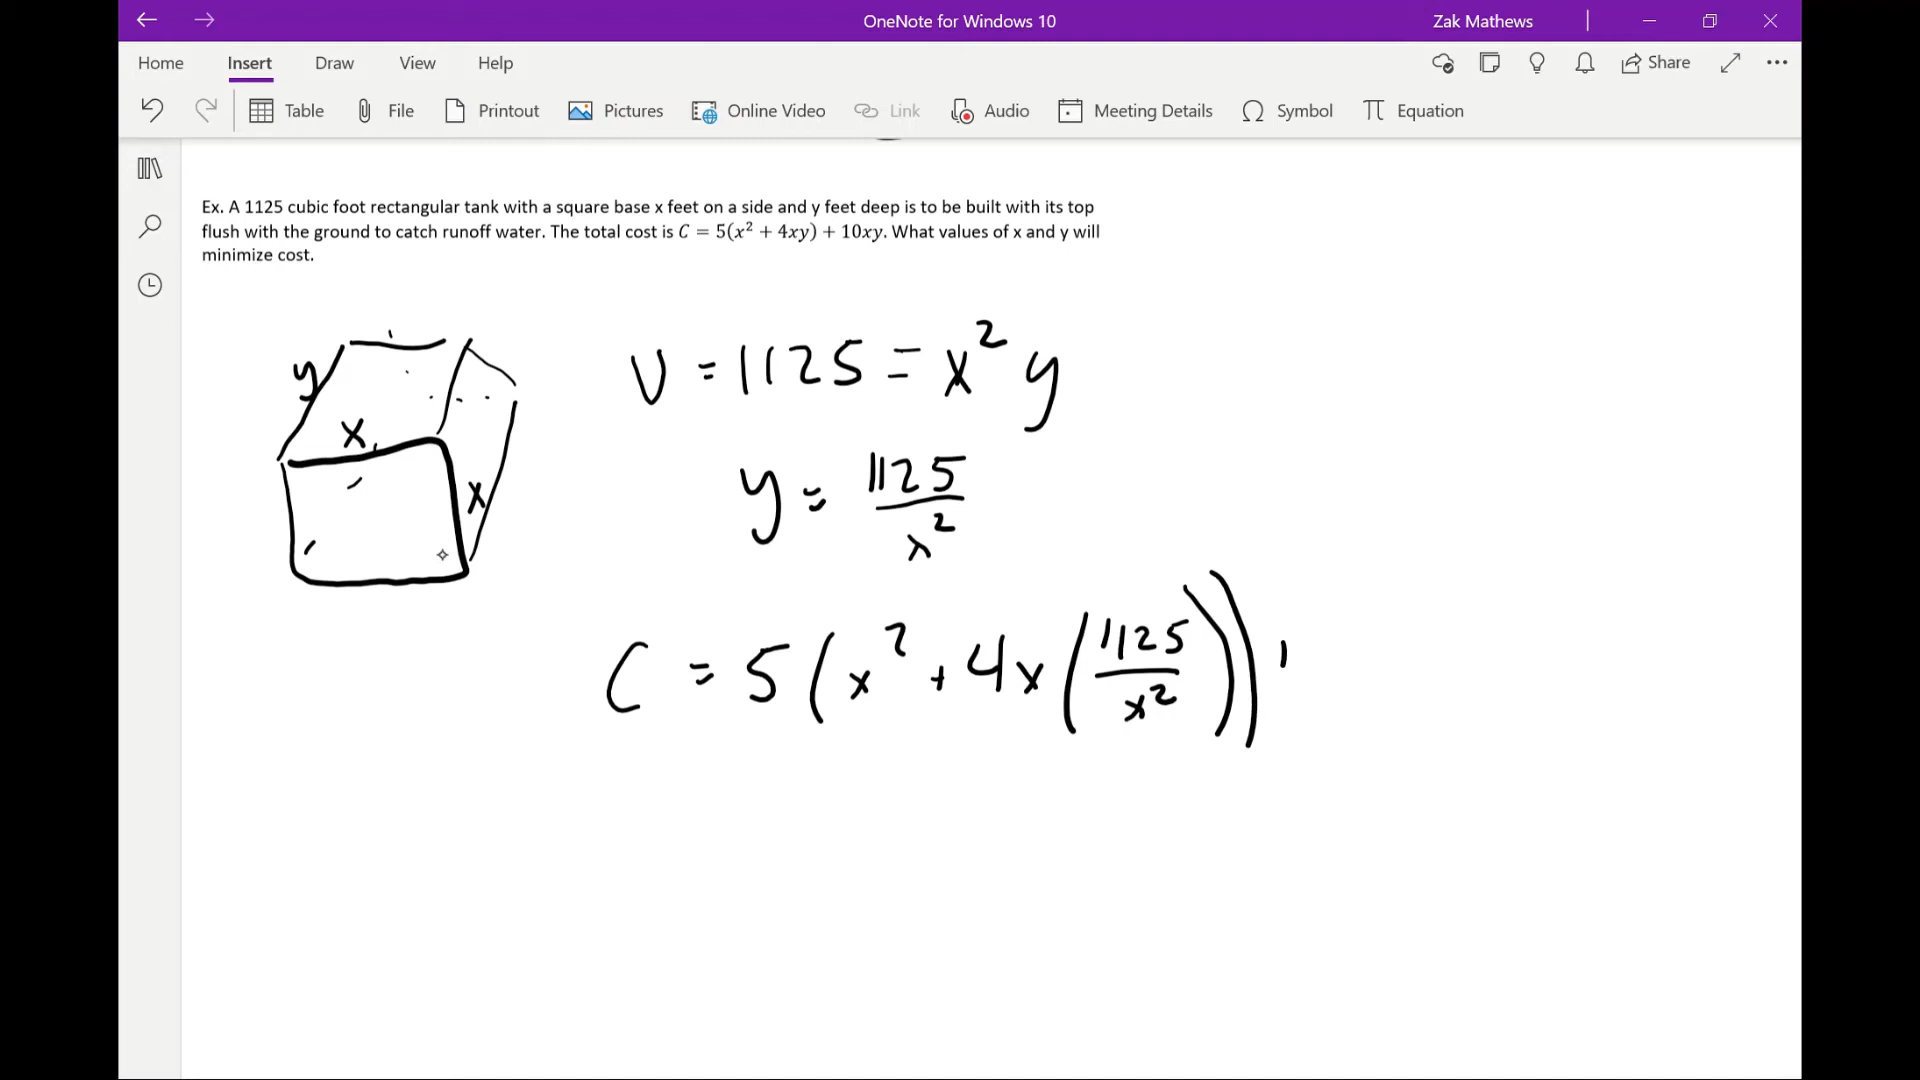 OneNote for Windows 10
Zak Mathews
Home Insert Draw View Help
Share
Table File Printout Pictures Online Video Link Audio Meeting Details Symbol Equation
Ex. A 1125 cubic foot rectangular tank with a square base x feet on a side and y feet deep is to be built with its top
flush with the ground to catch runoff water. The total cost is C = 5(x² + 4xy) + 10xy. What values of x and y will
minimize cost.
y
x
x
V = 1125 = x² y
y = 1125/x²
C = 5(x² + 4x(1125/x²))